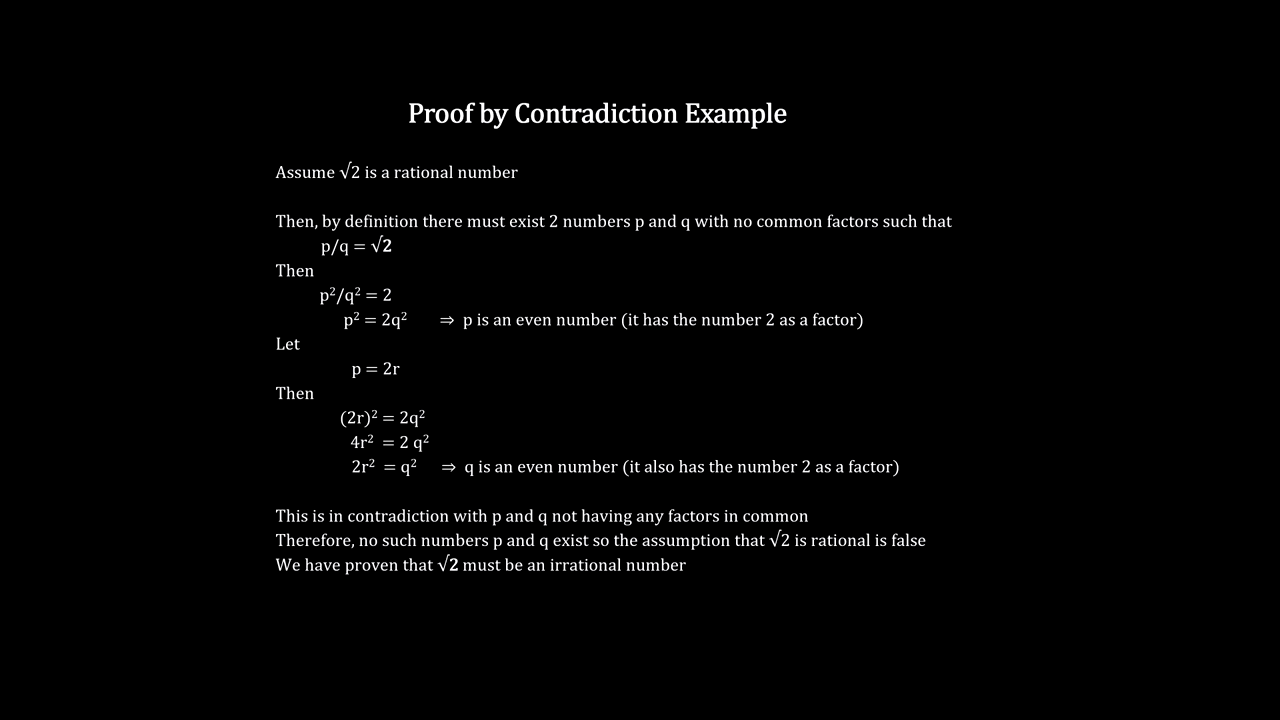 Proof by Contradiction Example
Assume √2 is a rational number
Then, by definition there must exist 2 numbers p and q with no common factors such that
p/q = √2
Then
p²/q² = 2
p² = 2q² ⇒ p is an even number (it has the number 2 as a factor)
Let
p = 2r
Then
(2r)² = 2q²
4r² = 2 q²
2r² = q² ⇒ q is an even number (it also has the number 2 as a factor)
This is in contradiction with p and q not having any factors in common
Therefore, no such numbers p and q exist so the assumption that √2 is rational is false
We have proven that √2 must be an irrational number